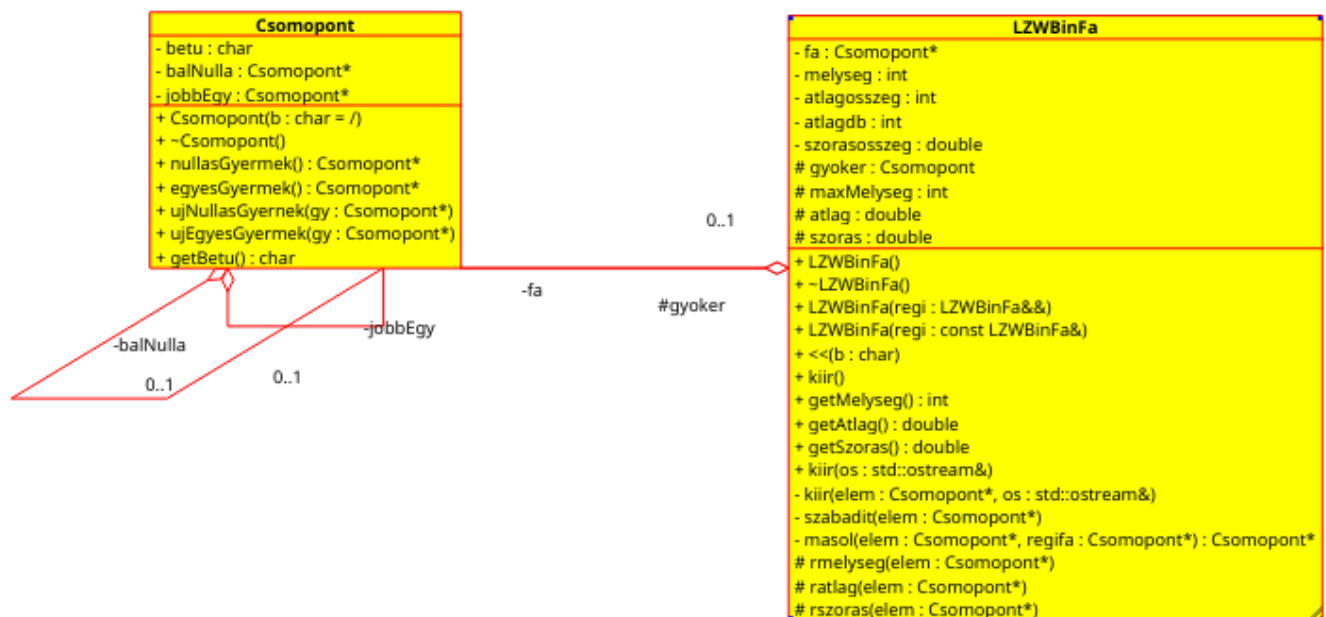 Csomopont
- betu : char
- balNulla : Csomopont*
- jobbEgy : Csomopont*
+ Csomopont(b : char = /)
+ ~Csomopont()
+ nullasGyermek() : Csomopont*
+ egyesGyermek() : Csomopont*
+ ujNullasGyernek(gy : Csomopont*)
+ ujEgyesGyermek(gy : Csomopont*)
+ getBetu() : char
-balNulla
0..1
-jobbEgy
0..1
-fa
#gyoker
0..1
LZWBinFa
- fa : Csomopont*
- melyseg : int
- atlagosszeg : int
- atlagdb : int
- szorasosszeg : double
# gyoker : Csomopont
# maxMelyseg : int
# atlag : double
# szoras : double
+ LZWBinFa()
+ ~LZWBinFa()
+ LZWBinFa(regi : LZWBinFa&&)
+ LZWBinFa(regi : const LZWBinFa&)
+ <<(b : char)
+ kiir()
+ getMelyseg() : int
+ getAtlag() : double
+ getSzoras() : double
+ kiir(os : std::ostream&)
- kiir(elem : Csomopont*, os : std::ostream&)
- szabadit(elem : Csomopont*)
- masol(elem : Csomopont*, regifa : Csomopont*) : Csomopont*
# rmelyseg(elem : Csomopont*)
# ratlag(elem : Csomopont*)
# rszoras(elem : Csomopont*)